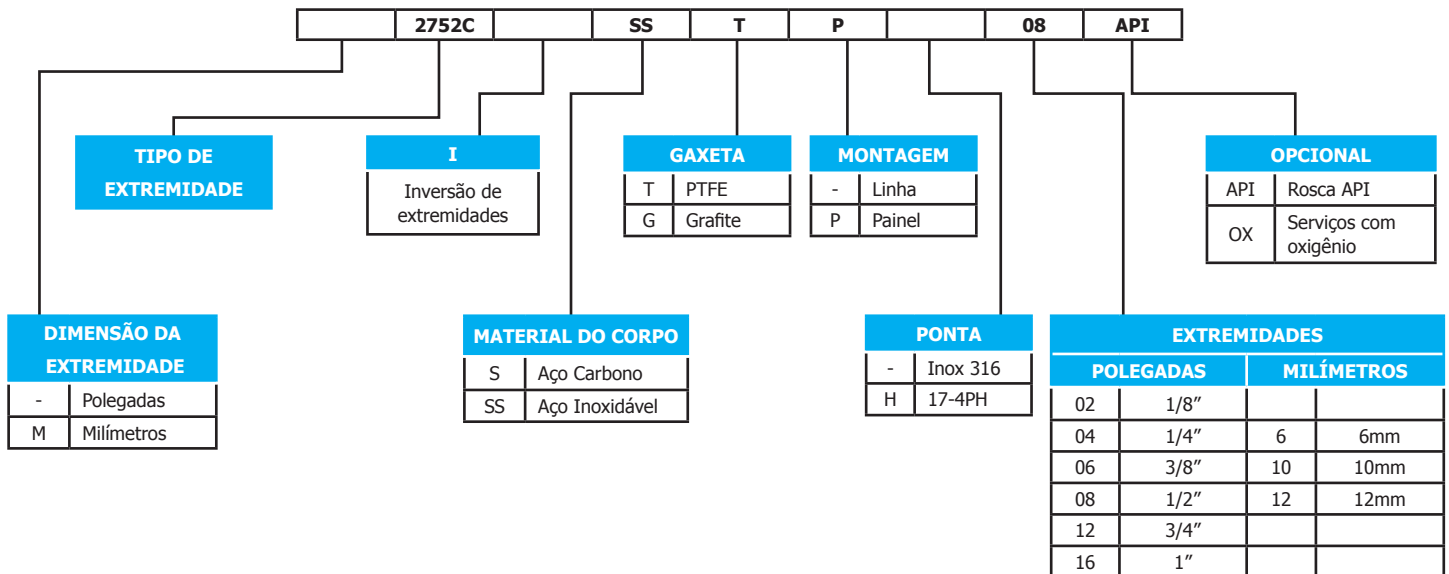 2752C SS T P 08 API
TIPO DE
EXTREMIDADE
I
Inversão de
extremidades
GAXETA
T PTFE
G Grafite
MONTAGEM
- Linha
P Painel
OPCIONAL
API Rosca API
OX Serviços com
oxigênio
DIMENSÃO DA
EXTREMIDADE
- Polegadas
M Milímetros
MATERIAL DO CORPO
S Aço Carbono
SS Aço Inoxidável
PONTA
- Inox 316
H 17-4PH
EXTREMIDADES
POLEGADAS MILÍMETROS
02 1/8”
04 1/4” 6 6mm
06 3/8” 10 10mm
08 1/2” 12 12mm
12 3/4”
16 1”